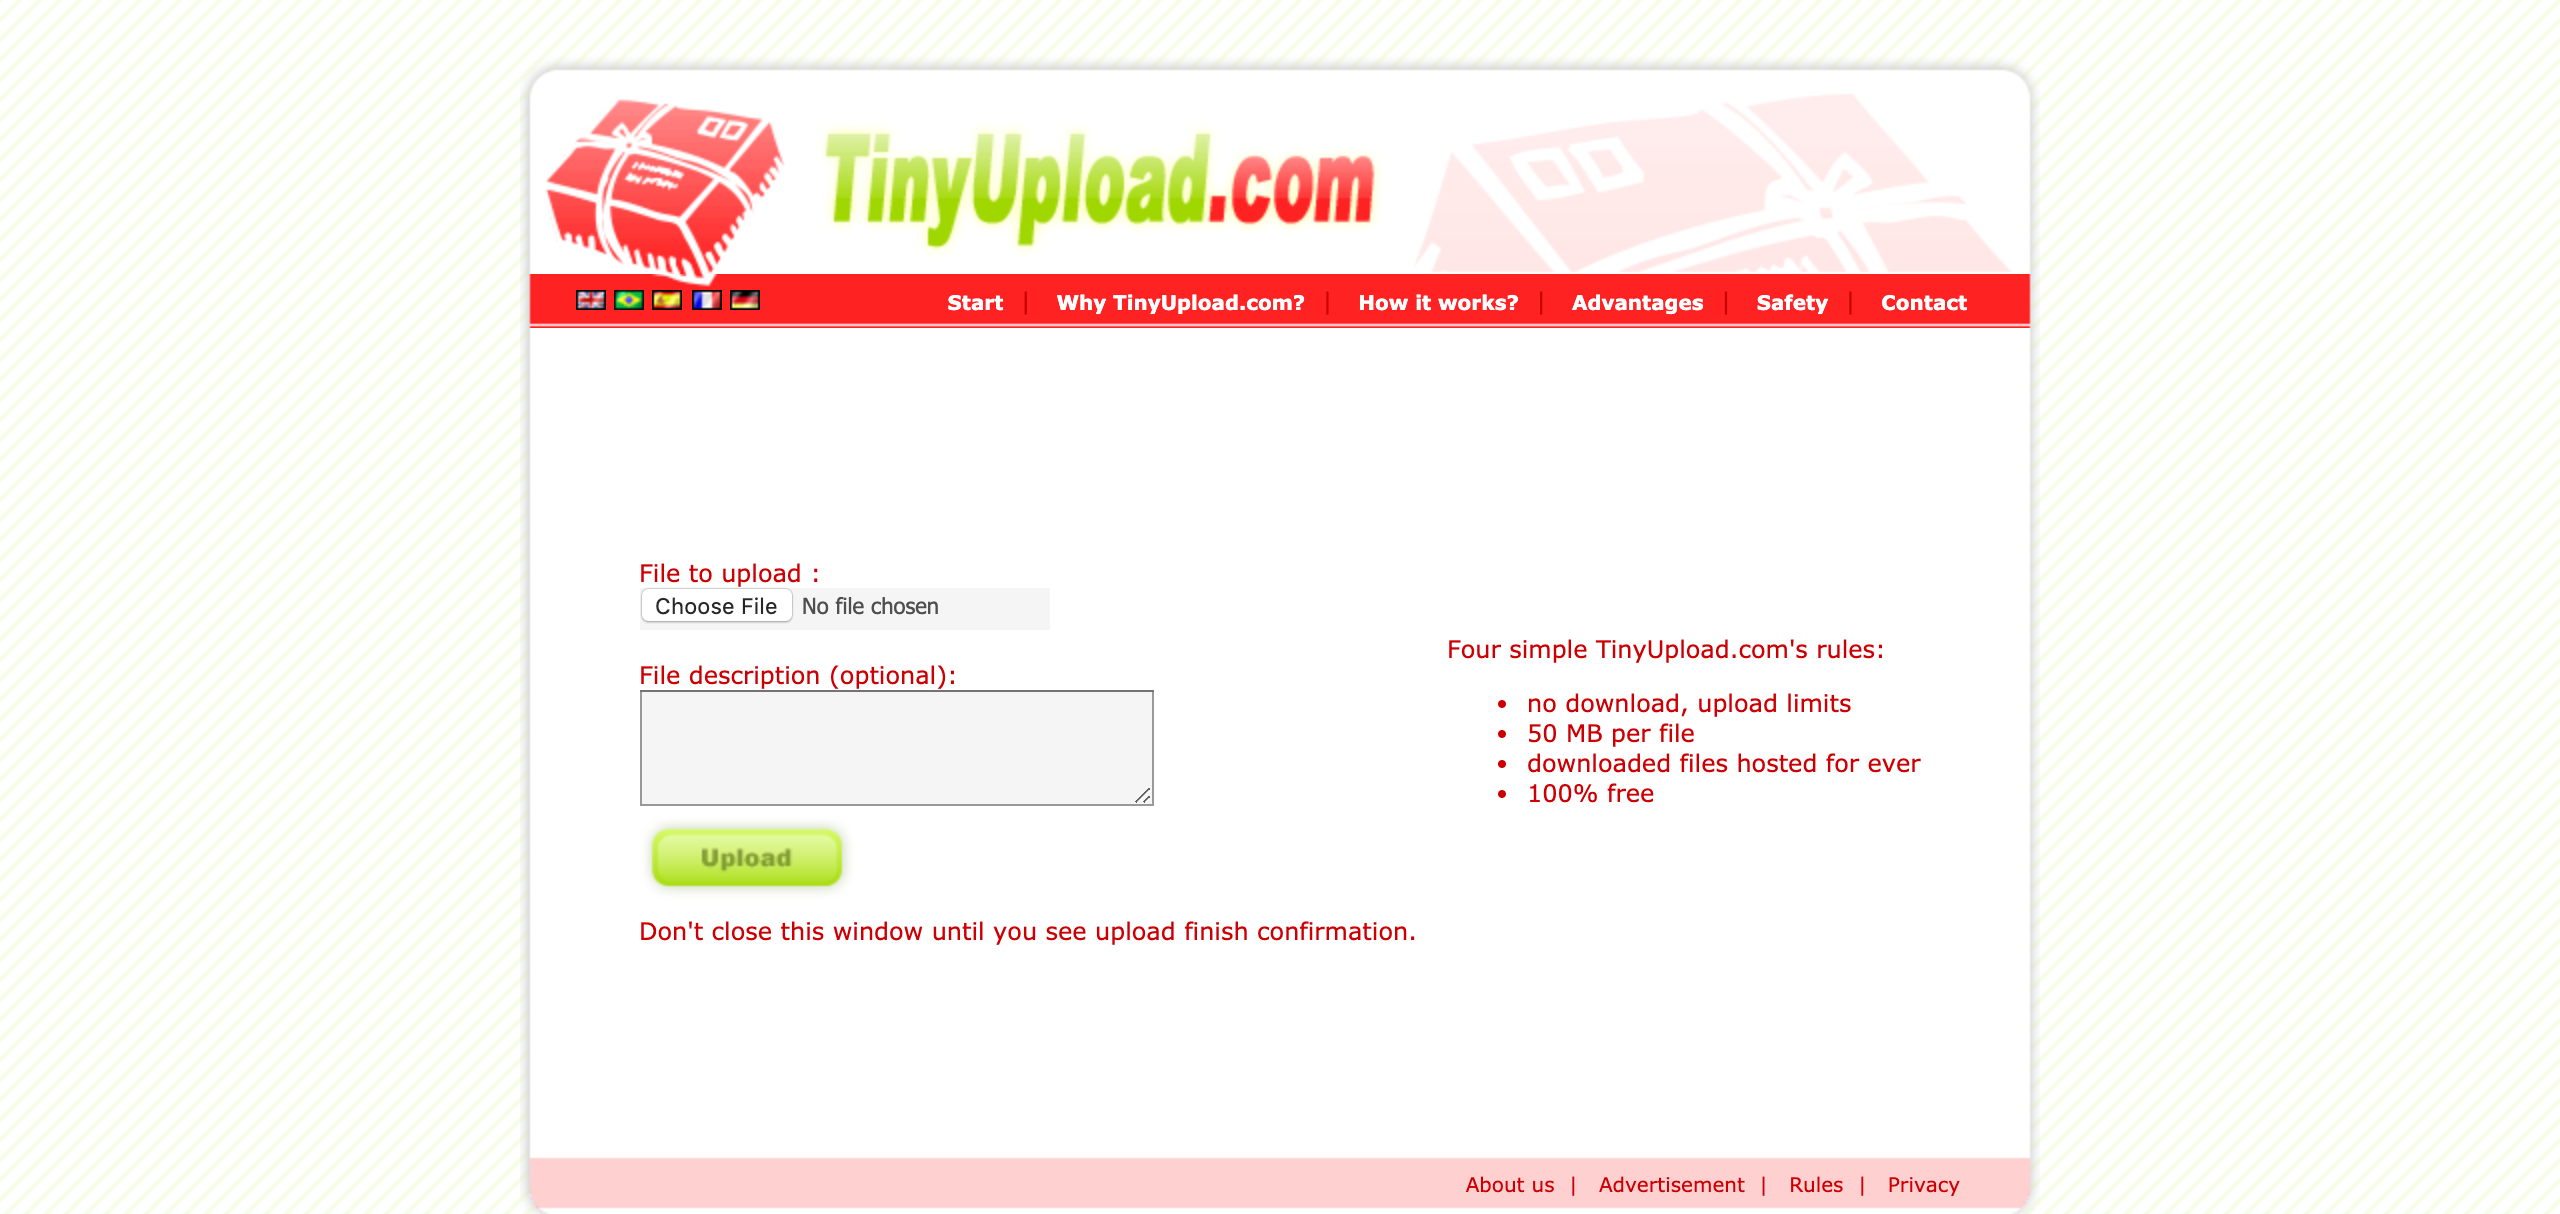 TinyUpload.com
Start | Why TinyUpload.com? | How it works? | Advantages | Safety | Contact
File to upload :
Choose File No file chosen
File description (optional):
Upload
Don't close this window until you see upload finish confirmation.
Four simple TinyUpload.com's rules:
• no download, upload limits
• 50 MB per file
• downloaded files hosted for ever
• 100% free
About us | Advertisement | Rules | Privacy